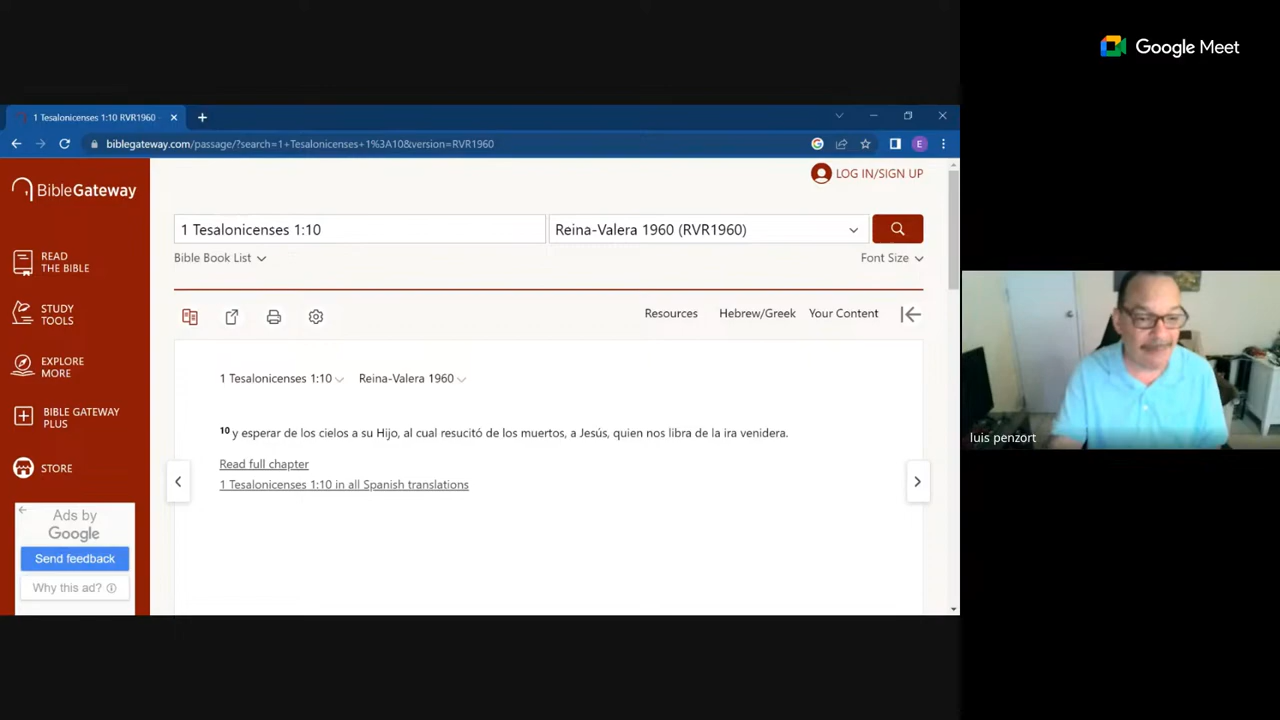 Google Meet
1 Tesalonicenses 1:10 RVR1960 -
biblegateway.com/passage/?search=1+Tesalonicenses+1%3A10&version=RVR1960
E
BibleGateway
LOG IN/SIGN UP
1 Tesalonicenses 1:10
Reina-Valera 1960 (RVR1960)
Bible Book List
Font Size
READ
THE BIBLE
STUDY
TOOLS
EXPLORE
MORE
BIBLE GATEWAY
PLUS
STORE
Resources
Hebrew/Greek
Your Content
1 Tesalonicenses 1:10
Reina-Valera 1960
10 y esperar de los cielos a su Hijo, al cual resucitó de los muertos, a Jesús, quien nos libra de la ira venidera.
Read full chapter
1 Tesalonicenses 1:10 in all Spanish translations
Ads by
Google
Send feedback
Why this ad?
luis penzort